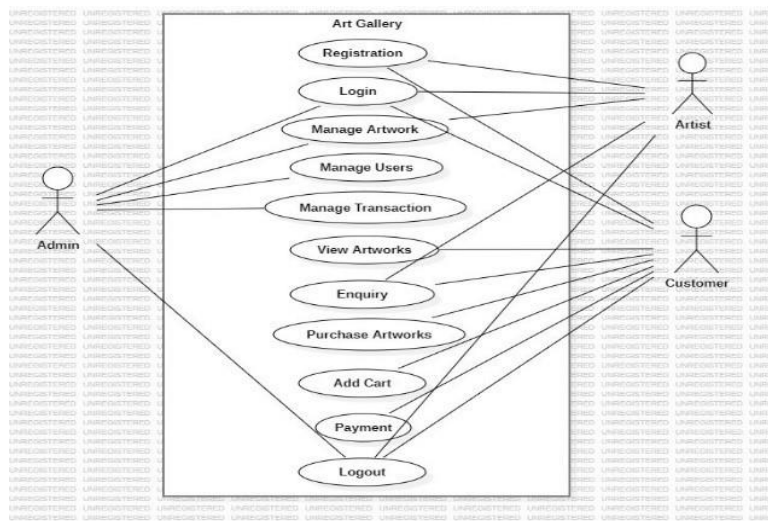 Art Gallery
Registration
Login
Manage Artwork
Manage Users
Manage Transaction
View Artworks
Enquiry
Purchase Artworks
Add Cart
Payment
Logout
Admin
Artist
Customer
UNREGISTERED